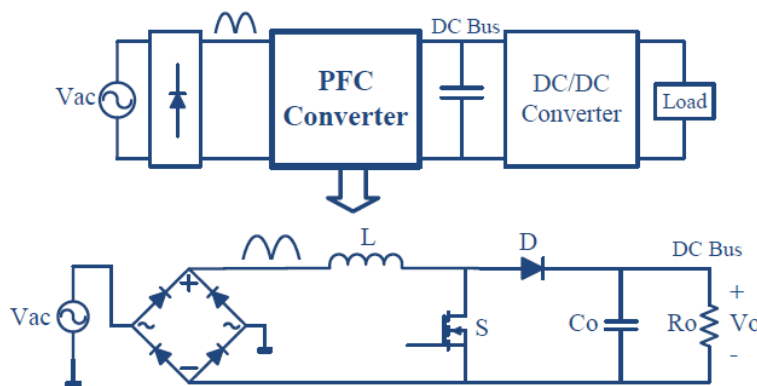 DC Bus
Vac
PFC
Converter
DC/DC
Converter
Load
L
D
DC Bus
Vac
+
~
~
−
S
Co
Ro
+
Vo
-